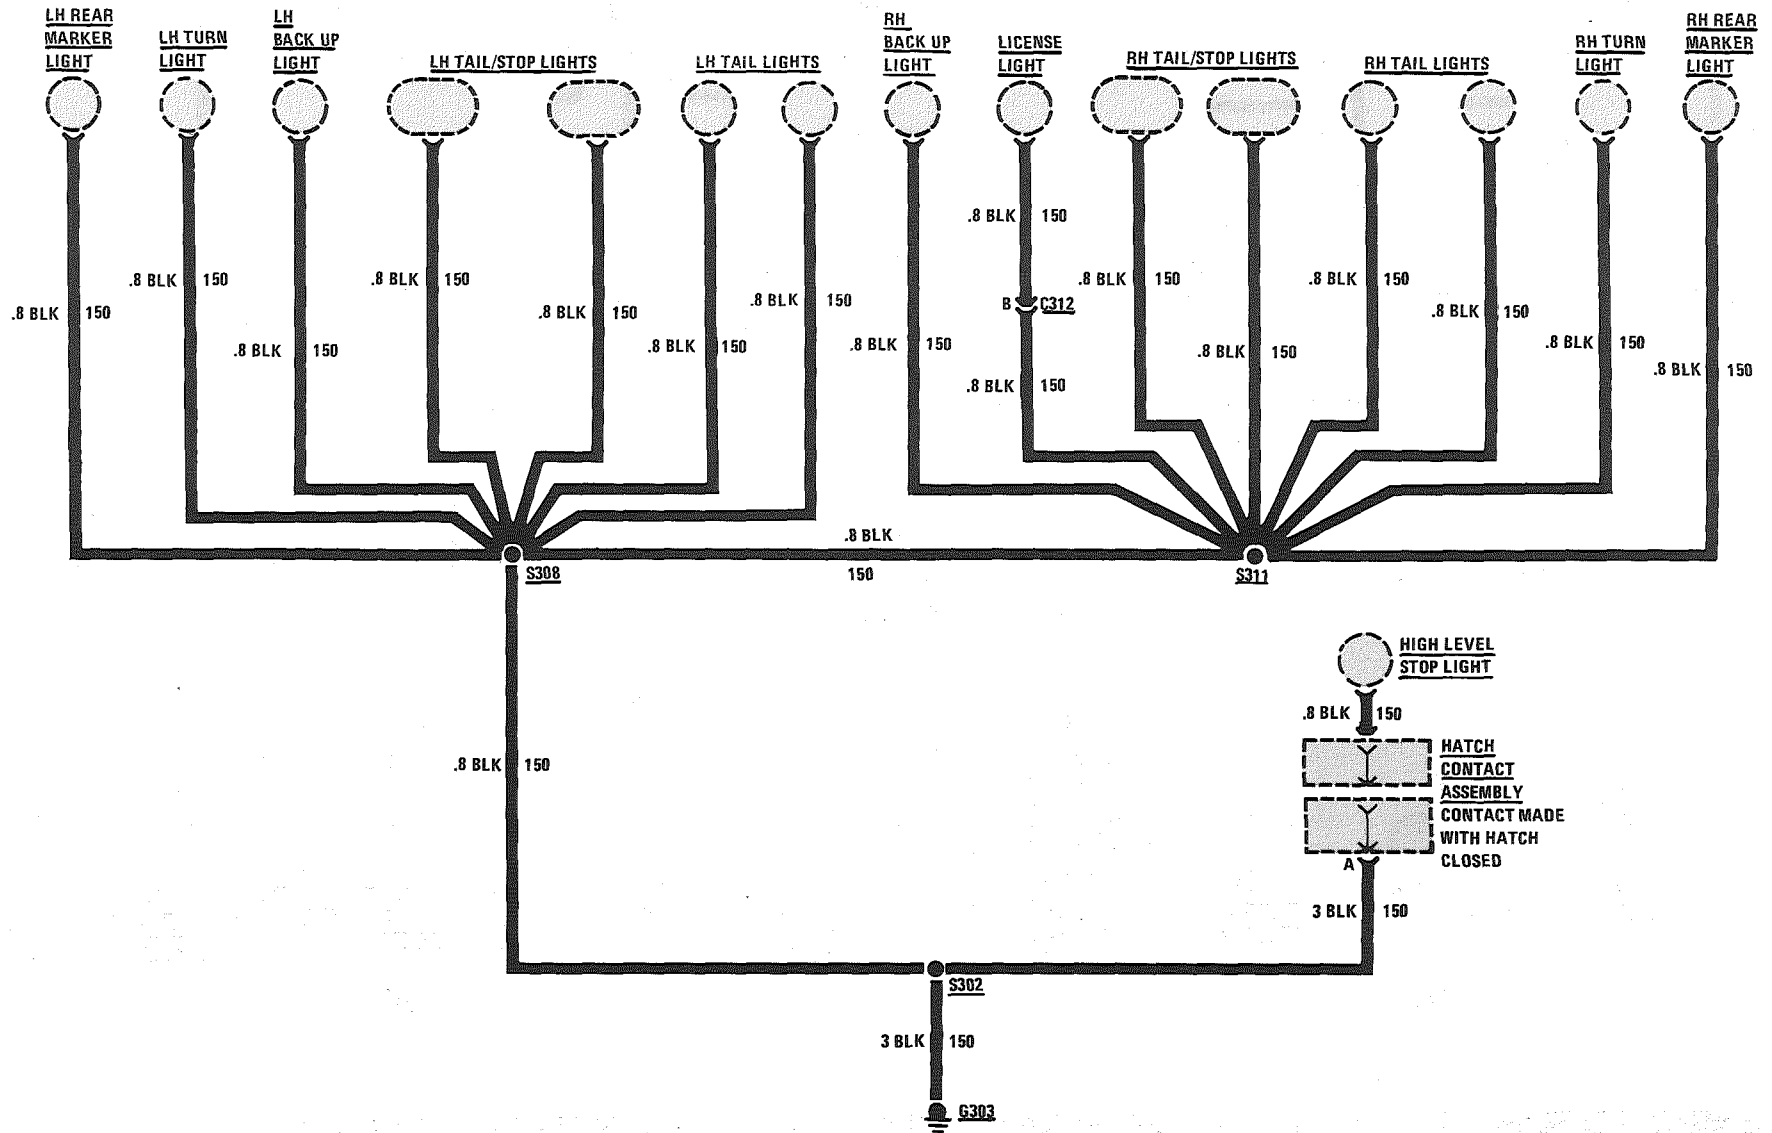 LH REAR
MARKER
LIGHT
LH TURN
LIGHT
LH
BACK UP
LIGHT
LH TAIL/STOP LIGHTS
LH TAIL LIGHTS
RH
BACK UP
LIGHT
LICENSE
LIGHT
RH TAIL/STOP LIGHTS
RH TAIL LIGHTS
RH TURN
LIGHT
RH REAR
MARKER
LIGHT
.8 BLK 150
.8 BLK 150
.8 BLK 150
.8 BLK 150
.8 BLK 150
.8 BLK 150
.8 BLK 150
.8 BLK 150
.8 BLK 150
B C312
.8 BLK 150
.8 BLK 150
.8 BLK 150
.8 BLK 150
.8 BLK 150
.8 BLK 150
.8 BLK 150
.8 BLK
150
S308
S311
HIGH LEVEL
STOP LIGHT
.8 BLK 150
HATCH
CONTACT
ASSEMBLY
CONTACT MADE
WITH HATCH
CLOSED
A
3 BLK 150
.8 BLK 150
S302
3 BLK 150
G303